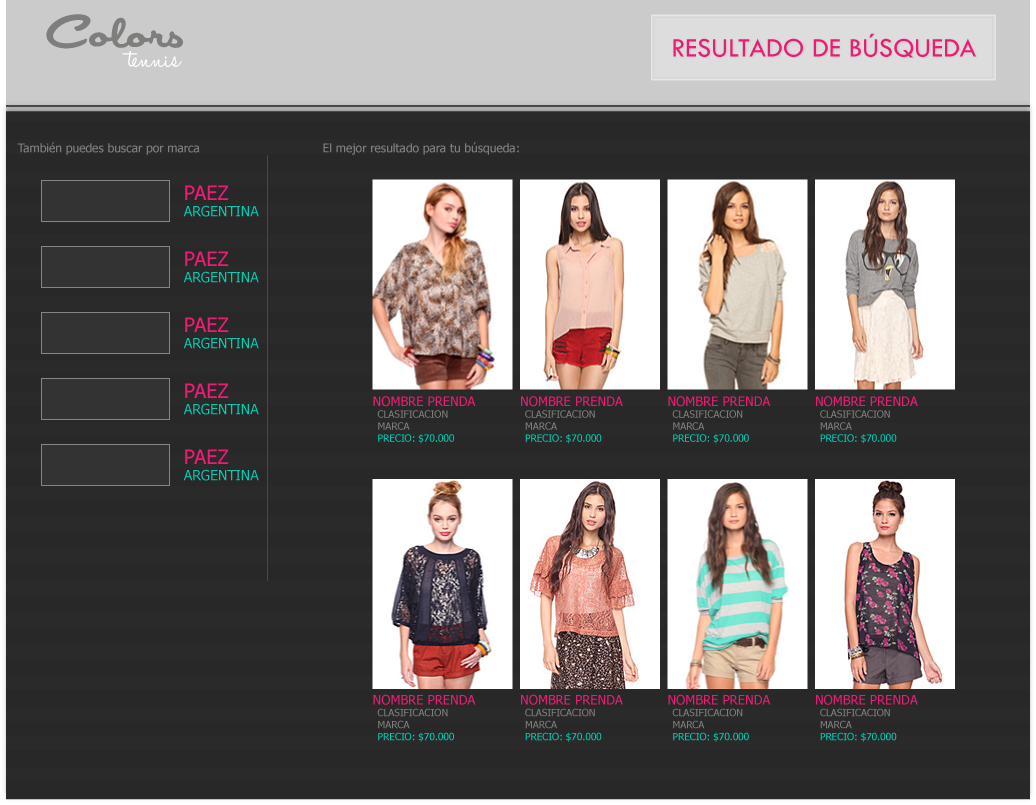 Colors
tennis
RESULTADO DE BÚSQUEDA
También puedes buscar por marca
PAEZ
ARGENTINA
PAEZ
ARGENTINA
PAEZ
ARGENTINA
PAEZ
ARGENTINA
PAEZ
ARGENTINA
El mejor resultado para tu búsqueda:
NOMBRE PRENDA
CLASIFICACION
MARCA
PRECIO: $70.000
NOMBRE PRENDA
CLASIFICACION
MARCA
PRECIO: $70.000
NOMBRE PRENDA
CLASIFICACION
MARCA
PRECIO: $70.000
NOMBRE PRENDA
CLASIFICACION
MARCA
PRECIO: $70.000
NOMBRE PRENDA
CLASIFICACION
MARCA
PRECIO: $70.000
NOMBRE PRENDA
CLASIFICACION
MARCA
PRECIO: $70.000
NOMBRE PRENDA
CLASIFICACION
MARCA
PRECIO: $70.000
NOMBRE PRENDA
CLASIFICACION
MARCA
PRECIO: $70.000